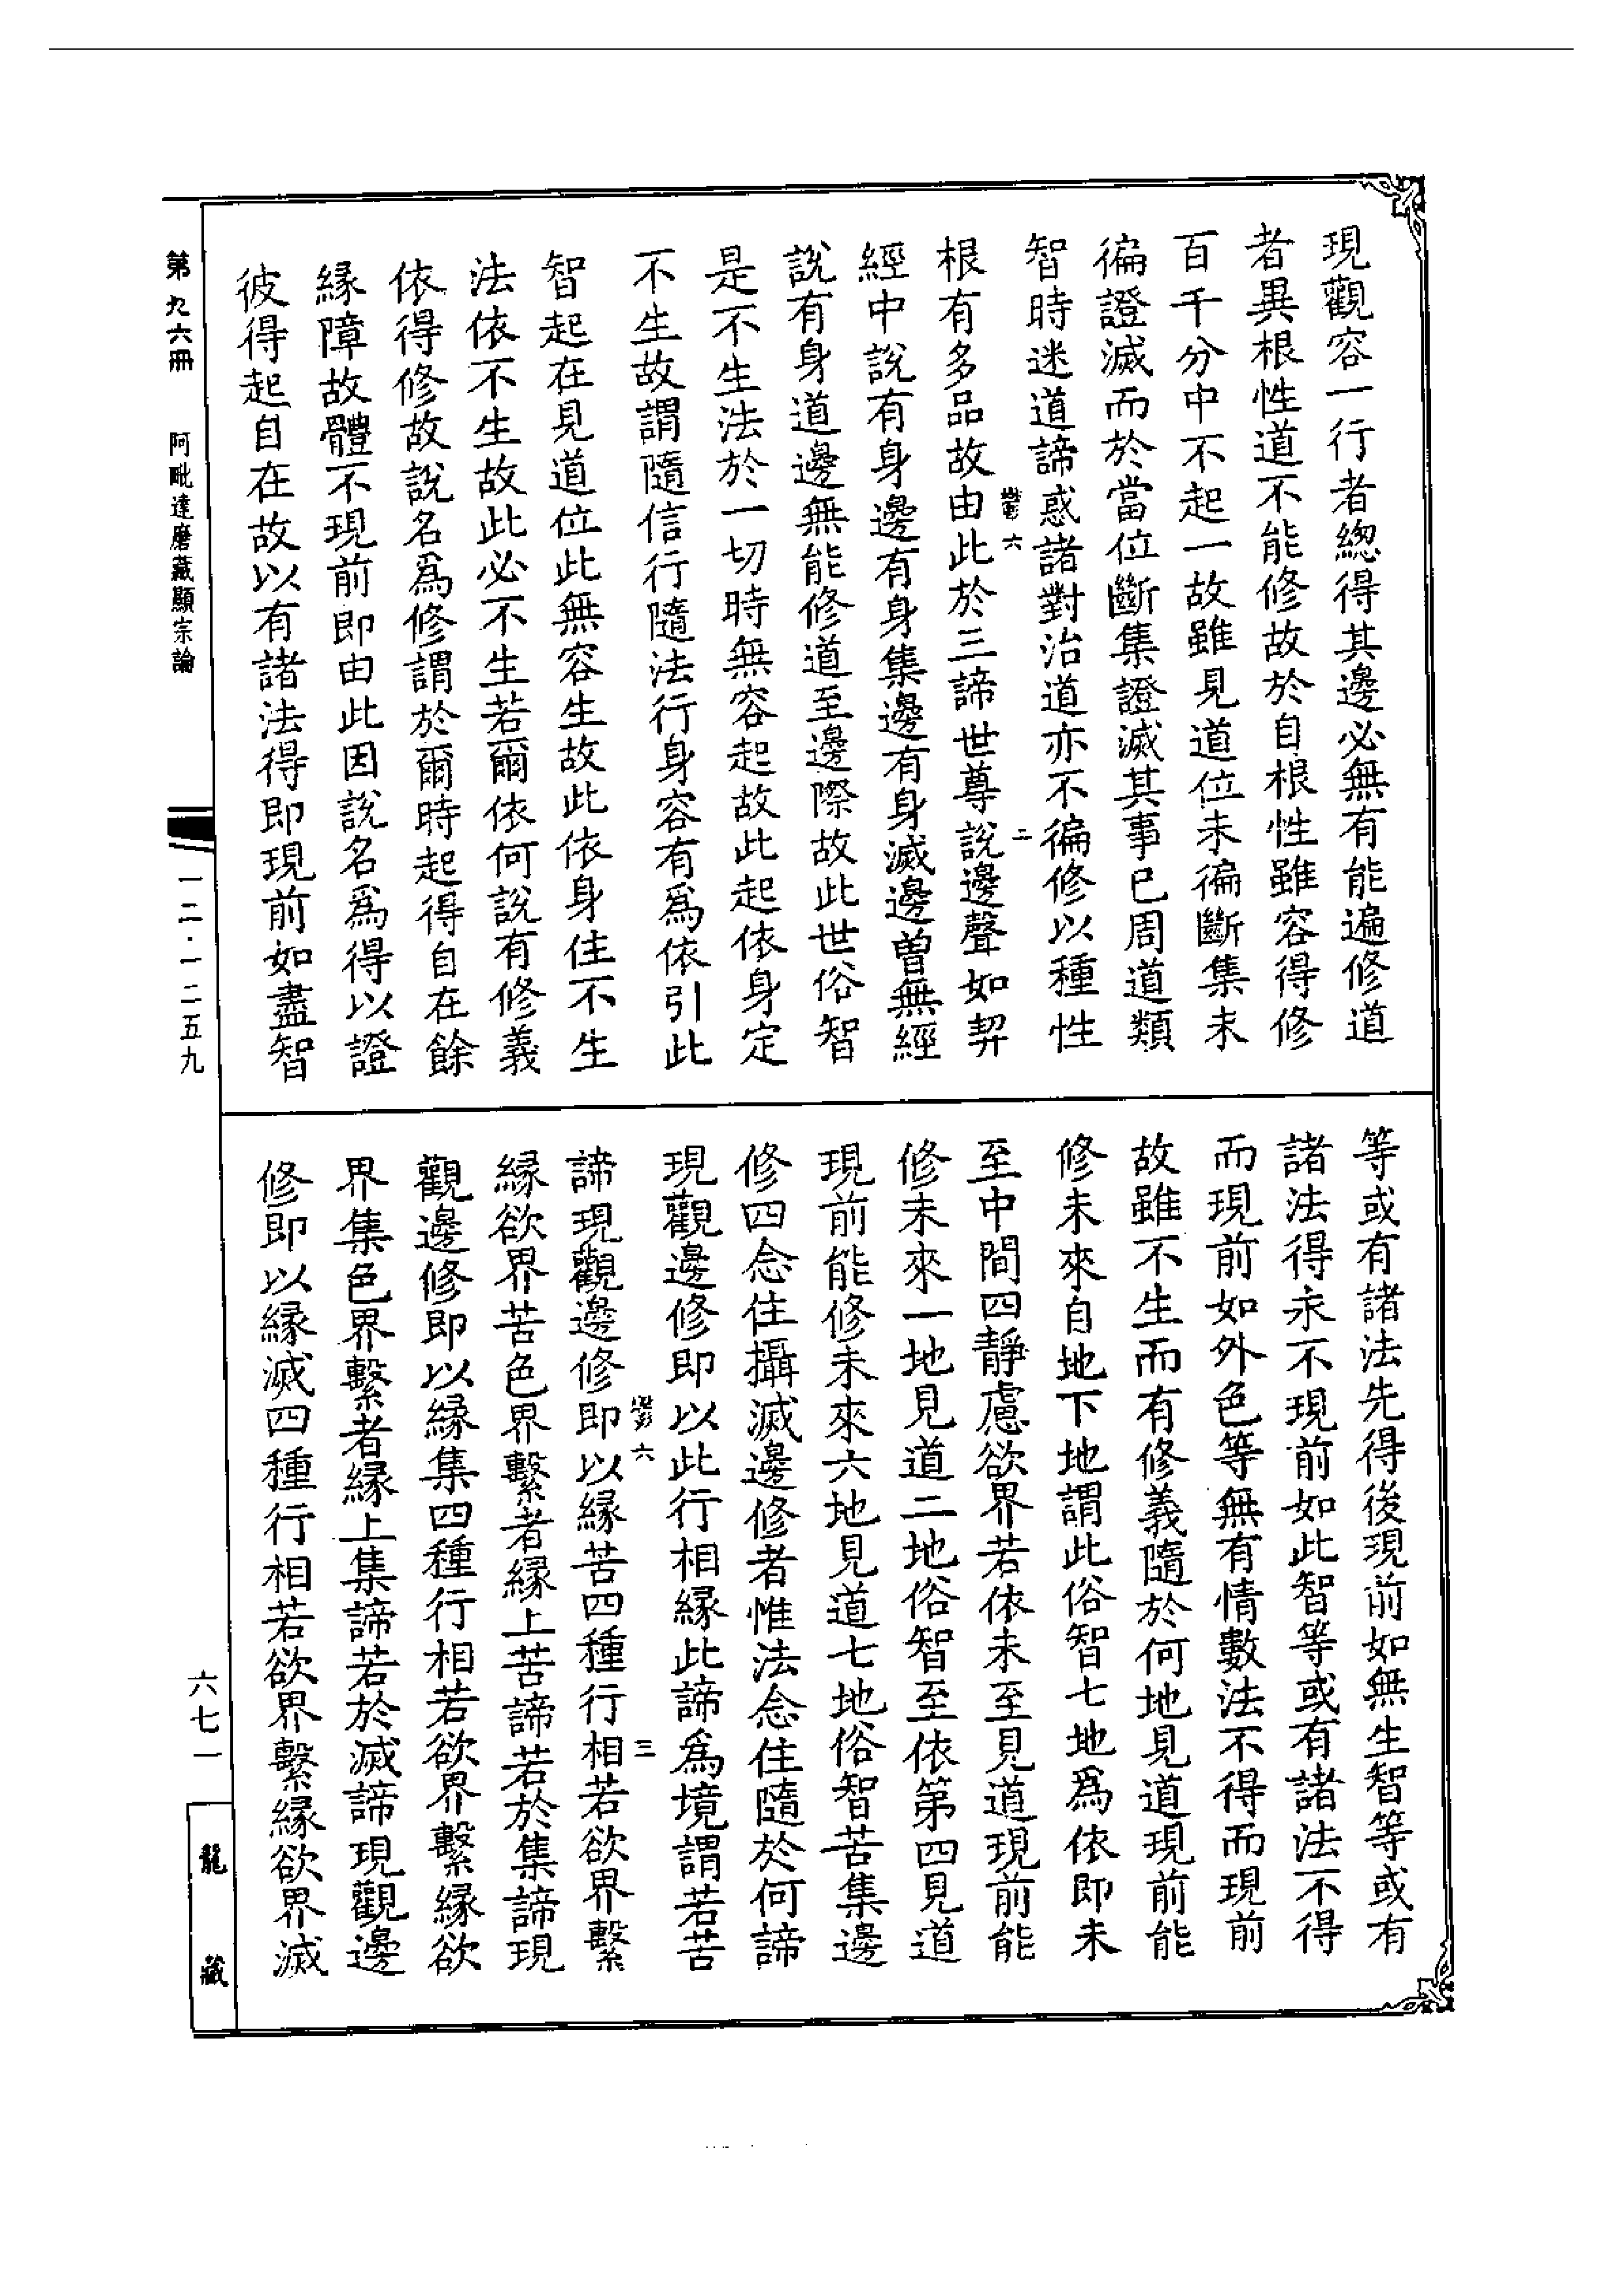 現觀容一行者總得其邊必無有能遍修道
者異根性道不能修故於自根性雖容得修
百千分中不起一故雖見道位未徧斷集未
徧證滅而於當位斷集證滅其事已周道類
智時迷道諦惑諸對治道亦不徧修以種性
鬱六 二
根有多品故由此於三諦世尊說邊聲如契
經中說有身邊有身集邊有身滅邊曾無經
說有身道邊無能修道至邊際故此世俗智
是不生法於一切時無容起故此起依身定
不生故謂隨信行隨法行身容有爲依引此
智起在見道位此無容生故此依身住不生
法依不生故此必不生若爾依何說有修義
依得修故說名爲修謂於爾時起得自在餘
緣障故體不現前即由此因說名爲得以證
彼得起自在故以有諸法得即現前如盡智
等或有諸法先得後現前如無生智等或有
諸法得永不現前如此智等或有諸法不得
而現前如外色等無有情數法不得而現前
故雖不生而有修義隨於何地見道現前能
修未來自地下地謂此俗智七地爲依即未
至中間四靜慮欲界若依未至見道現前能
修未來一地見道二地俗智至依第四見道
現前能修未來六地見道七地俗智苦集邊
修四念住攝滅邊修者惟法念住隨於何諦
現觀邊修即以此行相緣此諦爲境謂若苦
鬱六 三
諦現觀邊修即以緣苦四種行相若欲界繫
緣欲界苦色界繫者緣上苦諦若於集諦現
觀邊修即以緣集四種行相若欲界繫緣欲
界集色界繫者緣上集諦若於滅諦現觀邊
修即以緣滅四種行相若欲界繫緣欲界滅
第九六冊 阿毗達磨藏顯宗論
一二·一二五九
六七一
龍藏